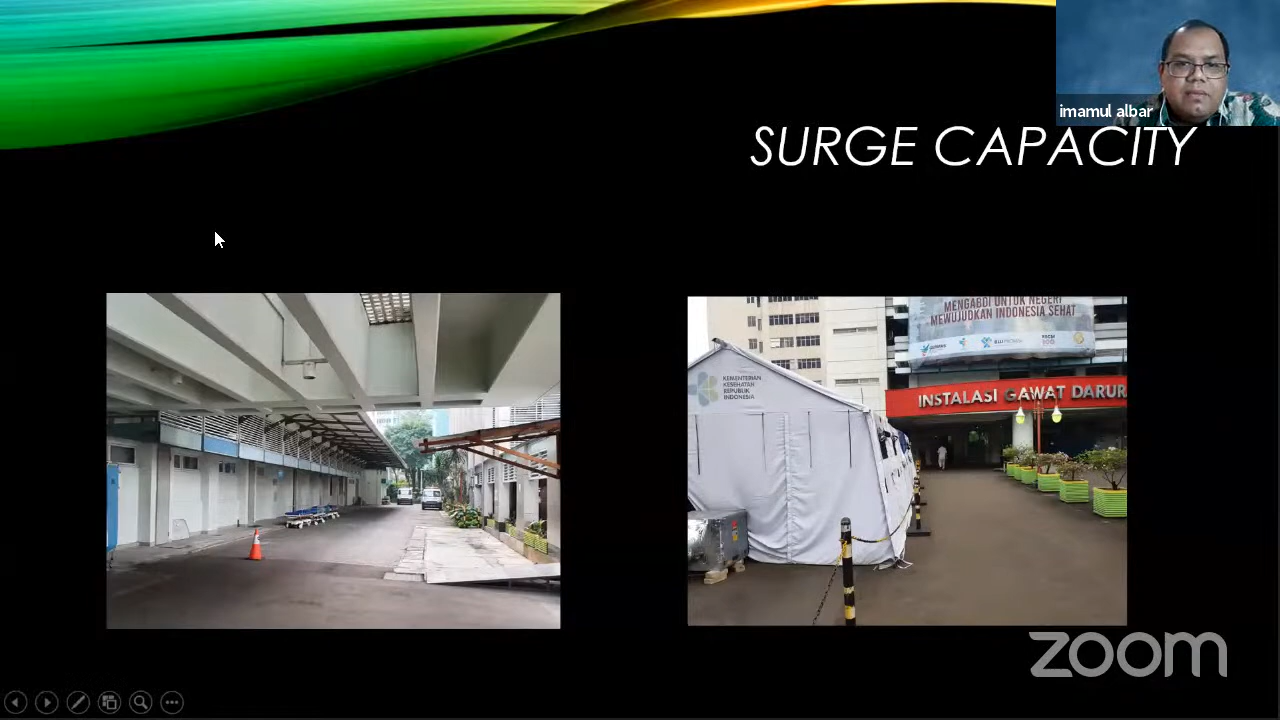 imamul albar
SURGE CAPACITY
MENGABDI UNTUK NEGERI
MEWUJUDKAN INDONESIA SEHAT
KEMENTERIAN
KESEHATAN
REPUBLIK
INDONESIA
INSTALASI GAWAT DARUR
zoom